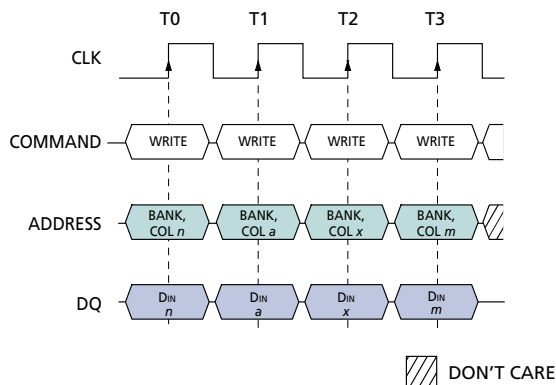 T0 T1 T2 T3
CLK
COMMAND WRITE WRITE WRITE WRITE
ADDRESS BANK, COL n BANK, COL a BANK, COL x BANK, COL m
DQ DIN n DIN a DIN x DIN m
DON'T CARE